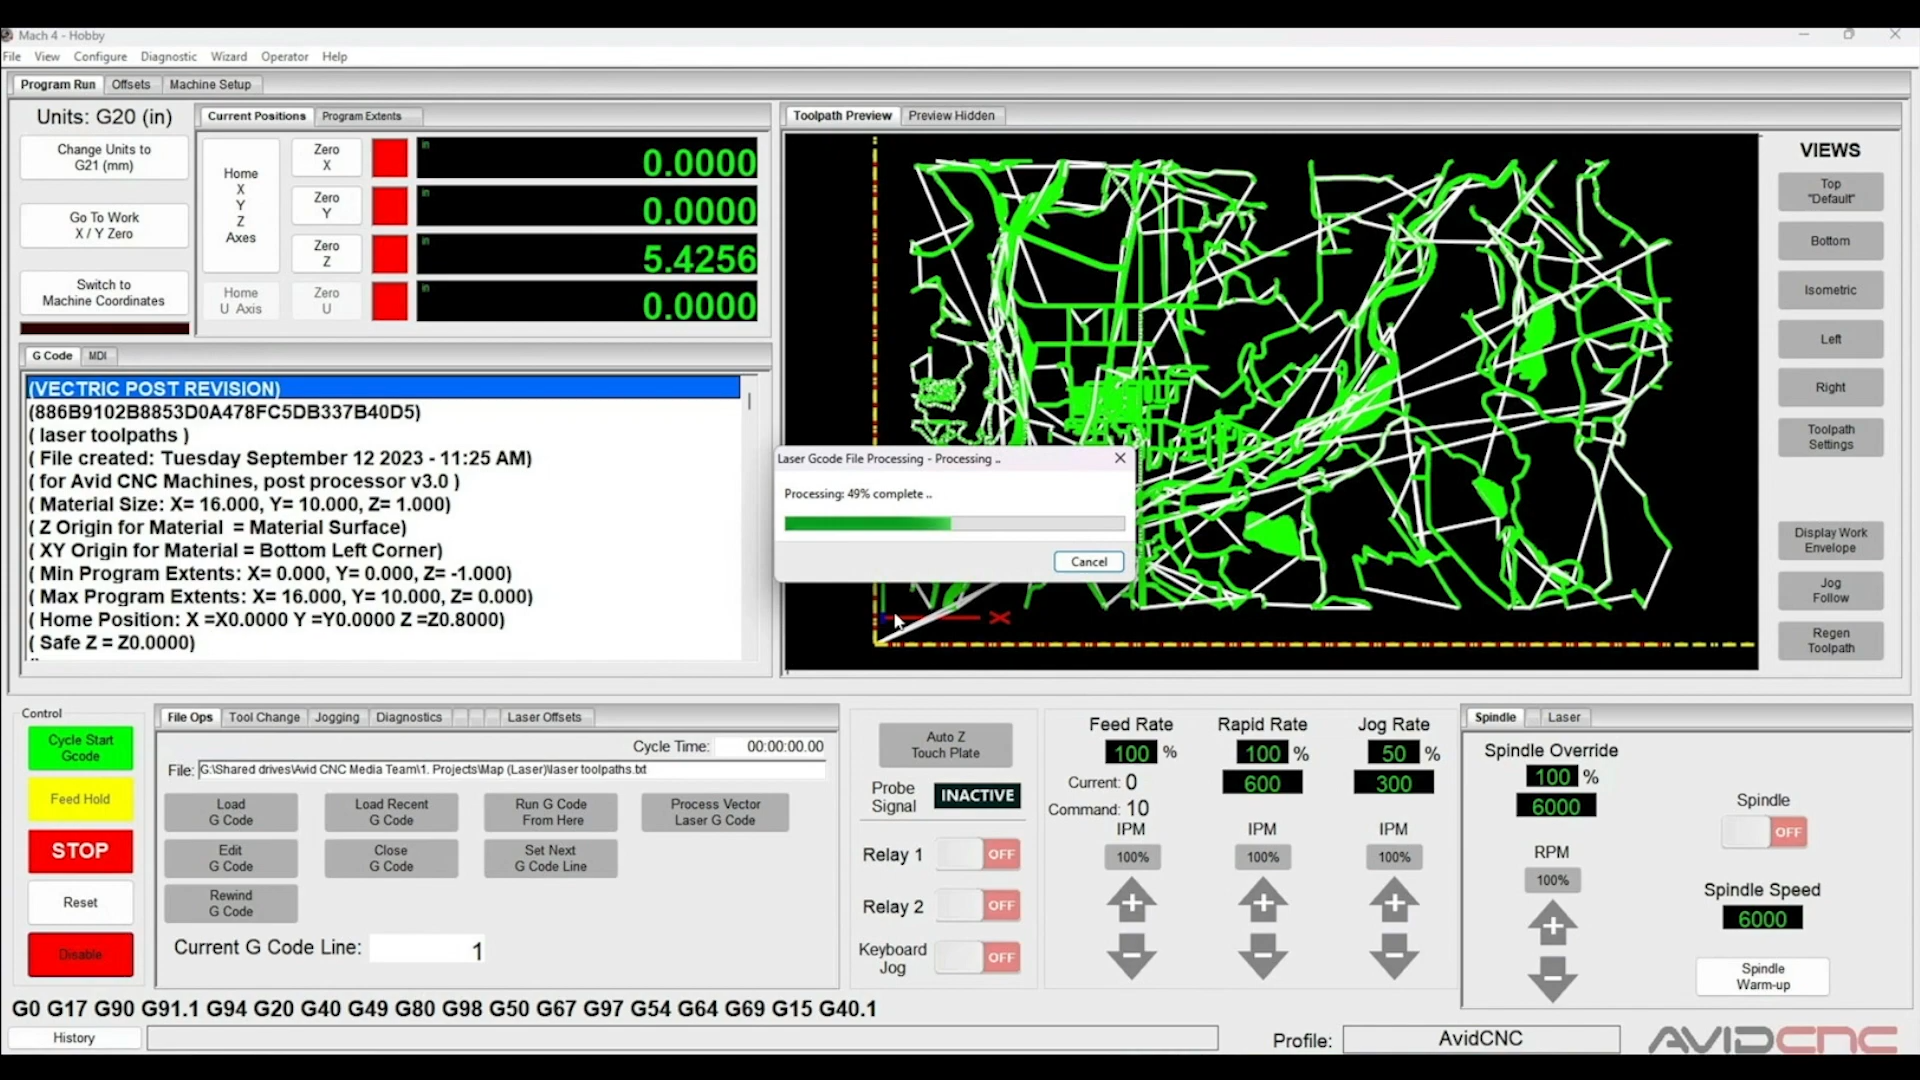 Mach 4 - Hobby
File View Configure Diagnostic Wizard Operator Help
Program Run Offsets Machine Setup
Units: G20 (in)
Change Units to
G21 (mm)
Go To Work
X / Y Zero
Switch to
Machine Coordinates
Current Positions Program Extents
Home
X
Y
Z
Axes
Zero
X
in
0.0000
Zero
Y
in
0.0000
Zero
Z
in
5.4256
Home
U Axis
Zero
U
in
0.0000
G Code MDI
(VECTRIC POST REVISION)
(886B9102B8853D0A478FC5DB337B40D5)
( laser toolpaths )
( File created: Tuesday September 12 2023 - 11:25 AM)
( for Avid CNC Machines, post processor v3.0 )
( Material Size: X= 16.000, Y= 10.000, Z= 1.000)
( Z Origin for Material = Material Surface)
( XY Origin for Material = Bottom Left Corner)
( Min Program Extents: X= 0.000, Y= 0.000, Z= -1.000)
( Max Program Extents: X= 16.000, Y= 10.000, Z= 0.000)
( Home Position: X =X0.0000 Y =Y0.0000 Z =Z0.8000)
( Safe Z = Z0.0000)
Toolpath Preview Preview Hidden
X
Laser Gcode File Processing - Processing ..
Processing: 49% complete ..
Cancel
VIEWS
Top
"Default"
Bottom
Isometric
Left
Right
Toolpath
Settings
Display Work
Envelope
Jog
Follow
Regen
Toolpath
Control
Cycle Start
Gcode
Feed Hold
STOP
Reset
Disable
File Ops Tool Change Jogging Diagnostics Laser Offsets
Cycle Time: 00:00:00.00
File: G:\Shared drives\Avid CNC Media Team\1. Projects\Map (Laser)\laser toolpaths.txt
Load
G Code
Load Recent
G Code
Run G Code
From Here
Process Vector
Laser G Code
Edit
G Code
Close
G Code
Set Next
G Code Line
Rewind
G Code
Current G Code Line: 1
Auto Z
Touch Plate
Probe
Signal
INACTIVE
Relay 1 OFF
Relay 2 OFF
Keyboard
Jog
OFF
Feed Rate
100 %
Current: 0
Command: 10
IPM
100%
Rapid Rate
100 %
600
IPM
100%
Jog Rate
50 %
300
IPM
100%
Spindle Laser
Spindle Override
100 %
6000
RPM
100%
Spindle
OFF
Spindle Speed
6000
Spindle
Warm-up
G0 G17 G90 G91.1 G94 G20 G40 G49 G80 G98 G50 G67 G97 G54 G64 G69 G15 G40.1
History
Profile: AvidCNC
AVIDCNC